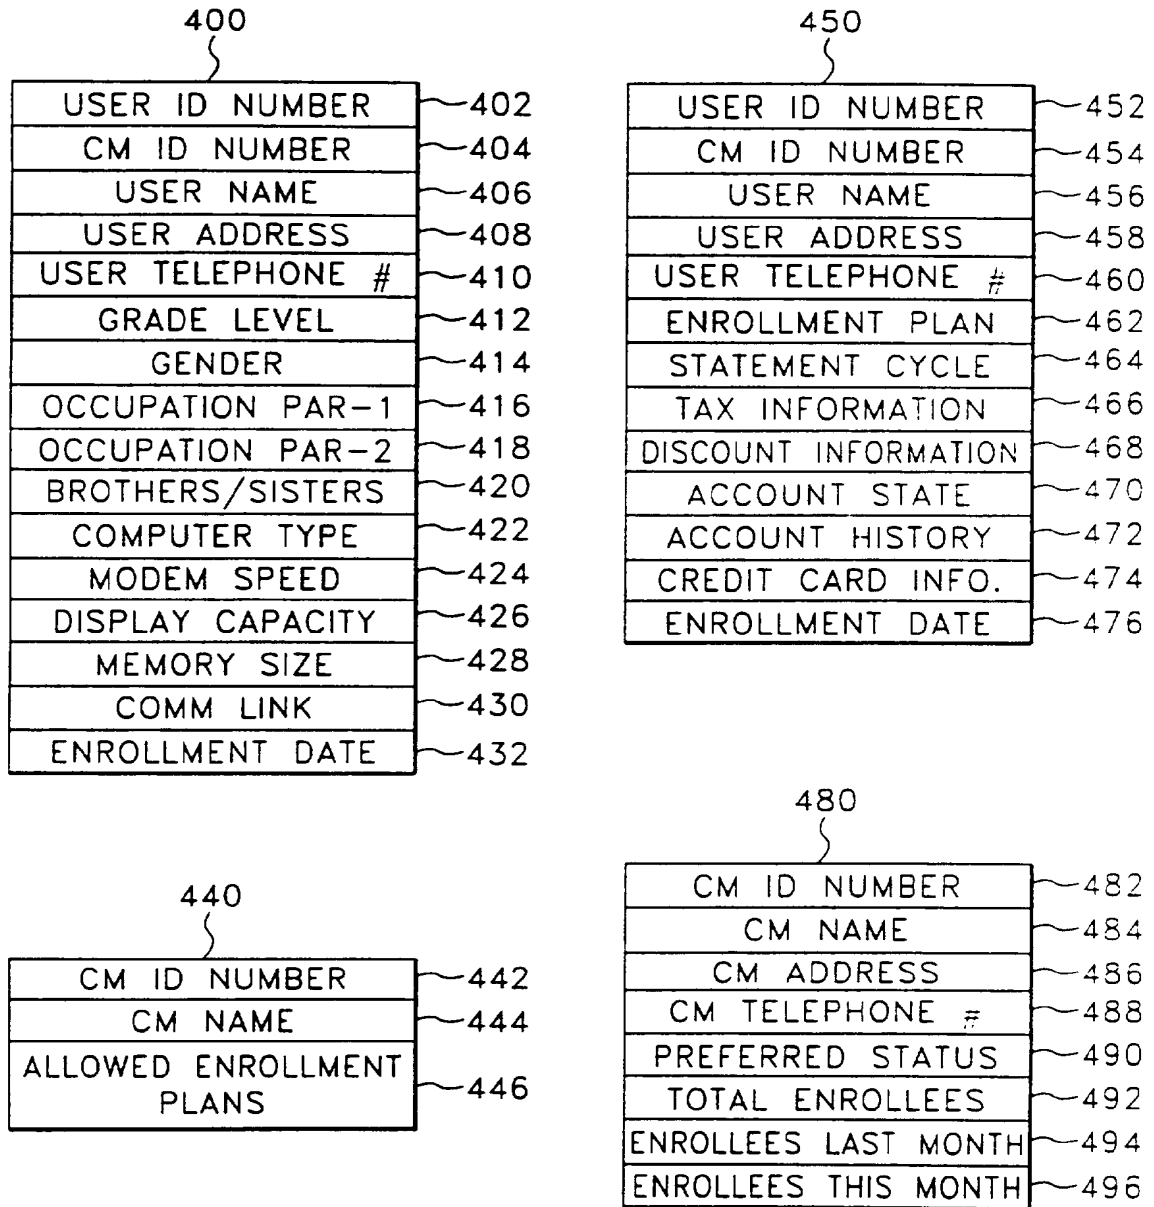 400
USER ID NUMBER 402
CM ID NUMBER 404
USER NAME 406
USER ADDRESS 408
USER TELEPHONE # 410
GRADE LEVEL 412
GENDER 414
OCCUPATION PAR-1 416
OCCUPATION PAR-2 418
BROTHERS/SISTERS 420
COMPUTER TYPE 422
MODEM SPEED 424
DISPLAY CAPACITY 426
MEMORY SIZE 428
COMM LINK 430
ENROLLMENT DATE 432
450
USER ID NUMBER 452
CM ID NUMBER 454
USER NAME 456
USER ADDRESS 458
USER TELEPHONE # 460
ENROLLMENT PLAN 462
STATEMENT CYCLE 464
TAX INFORMATION 466
DISCOUNT INFORMATION 468
ACCOUNT STATE 470
ACCOUNT HISTORY 472
CREDIT CARD INFO. 474
ENROLLMENT DATE 476
440
CM ID NUMBER 442
CM NAME 444
ALLOWED ENROLLMENT
PLANS 446
480
CM ID NUMBER 482
CM NAME 484
CM ADDRESS 486
CM TELEPHONE # 488
PREFERRED STATUS 490
TOTAL ENROLLEES 492
ENROLLEES LAST MONTH 494
ENROLLEES THIS MONTH 496